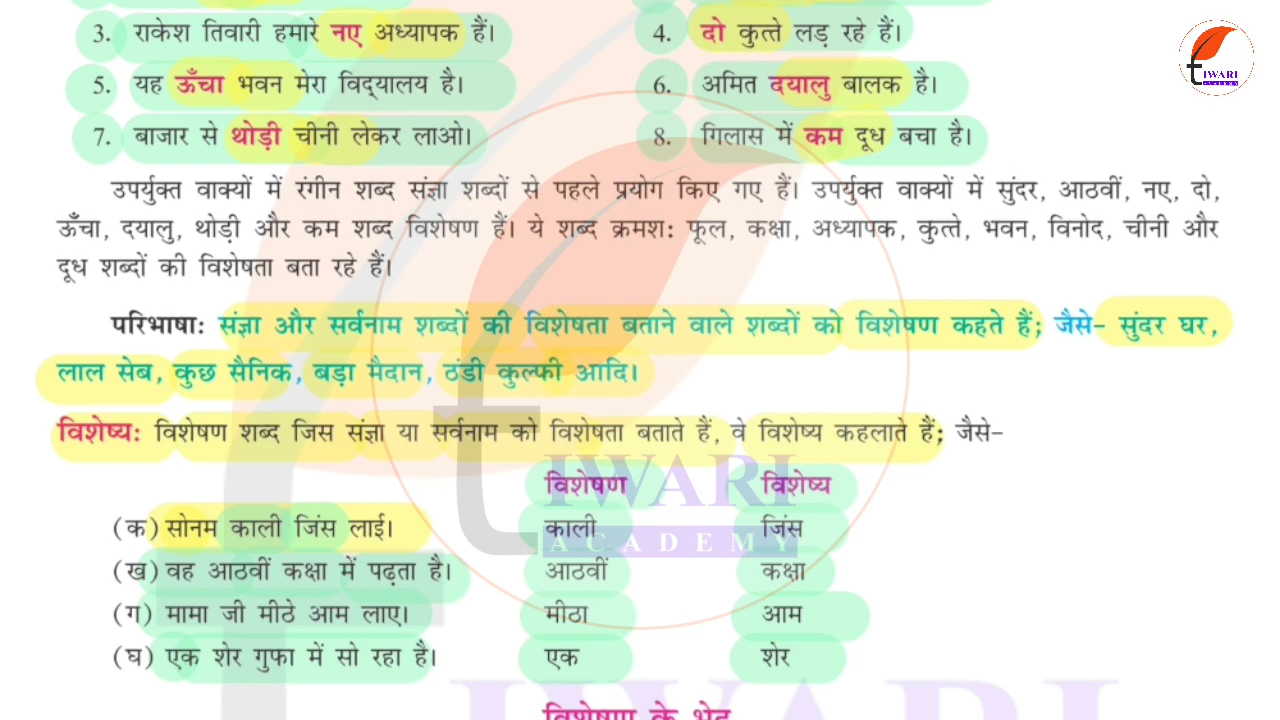 3. राकेश तिवारी हमारे नए अध्यापक हैं।
4. दो कुत्ते लड़ रहे हैं।
5. यह ऊँचा भवन मेरा विद्यालय है।
6. अमित दयालु बालक है।
7. बाजार से थोड़ी चीनी लेकर लाओ।
8. गिलास में कम दूध बचा है।
TIWARI
ACADEMY
उपर्युक्त वाक्यों में रंगीन शब्द संज्ञा शब्दों से पहले प्रयोग किए गए हैं। उपर्युक्त वाक्यों में सुंदर, आठवीं, नए, दो,
ऊँचा, दयालु, थोड़ी और कम शब्द विशेषण हैं। ये शब्द क्रमश: फूल, कक्षा, अध्यापक, कुत्ते, भवन, विनोद, चीनी और
दूध शब्दों की विशेषता बता रहे हैं।
परिभाषा: संज्ञा और सर्वनाम शब्दों की विशेषता बताने वाले शब्दों को विशेषण कहते हैं; जैसे– सुंदर घर,
लाल सेब, कुछ सैनिक, बड़ा मैदान, ठंडी कुल्फी आदि।
विशेष्य: विशेषण शब्द जिस संज्ञा या सर्वनाम को विशेषता बताते हैं, वे विशेष्य कहलाते हैं; जैसे–
विशेषण विशेष्य
(क) सोनम काली जिंस लाई। काली जिंस
(ख) वह आठवीं कक्षा में पढ़ता है। आठवीं कक्षा
(ग) मामा जी मीठे आम लाए। मीठा आम
(घ) एक शेर गुफा में सो रहा है। एक शेर
TIWARI
ACADEMY
विशेषण के भेद
TIWARI